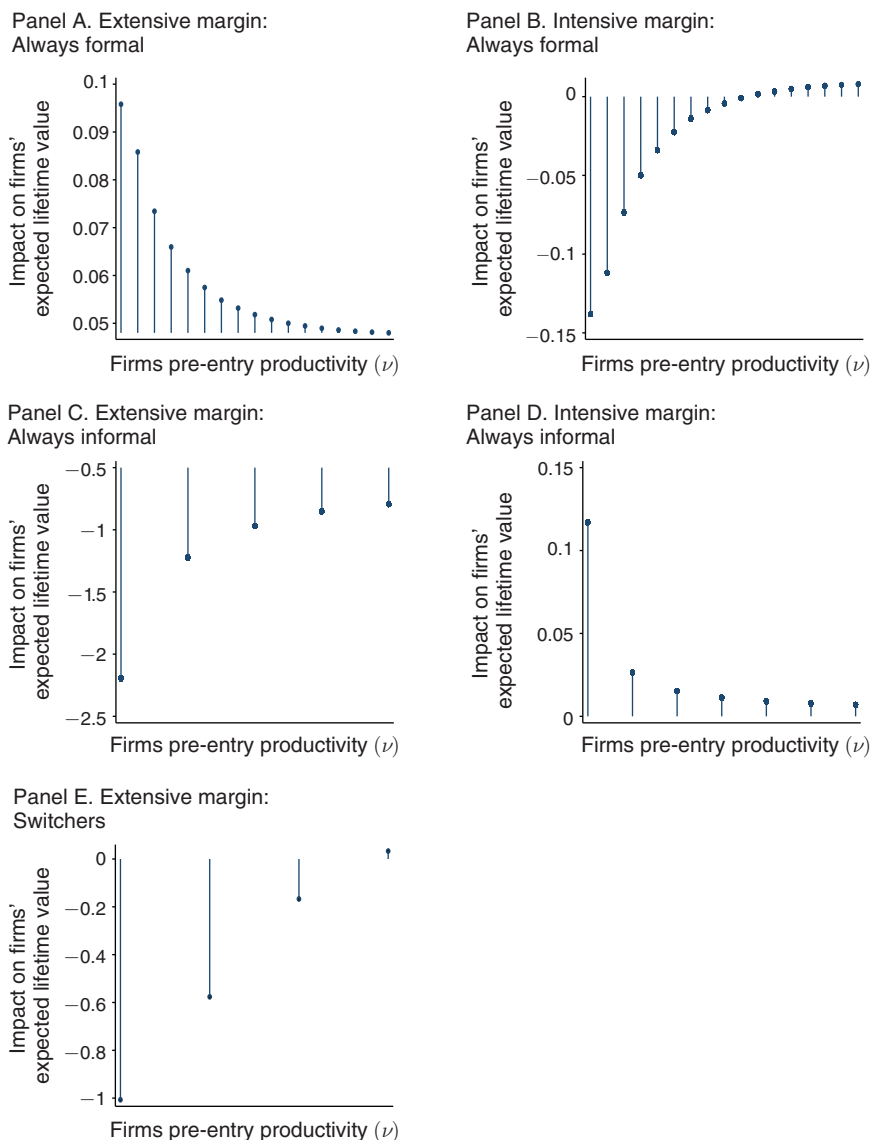 Panel A. Extensive margin:
Always formal
Impact on firms'
expected lifetime value
0.1
0.09
0.08
0.07
0.06
0.05
Firms pre-entry productivity (ν)
Panel B. Intensive margin:
Always formal
Impact on firms'
expected lifetime value
0
−0.05
−0.1
−0.15
Firms pre-entry productivity (ν)
Panel C. Extensive margin:
Always informal
Impact on firms'
expected lifetime value
−0.5
−1
−1.5
−2
−2.5
Firms pre-entry productivity (ν)
Panel D. Intensive margin:
Always informal
Impact on firms'
expected lifetime value
0.15
0.1
0.05
0
Firms pre-entry productivity (ν)
Panel E. Extensive margin:
Switchers
Impact on firms'
expected lifetime value
0
−0.2
−0.4
−0.6
−0.8
−1
Firms pre-entry productivity (ν)